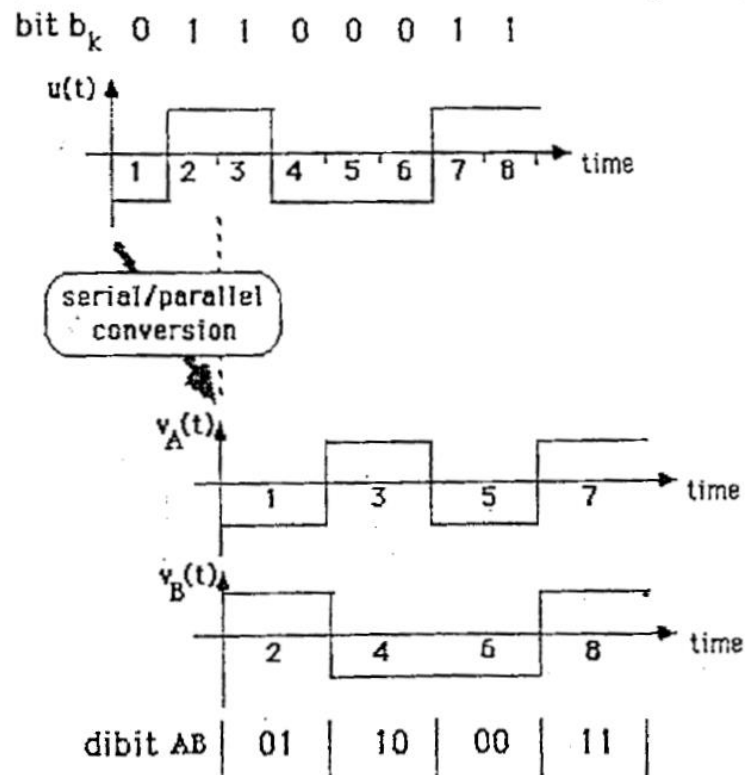 bit b_k 0 1 1 0 0 0 1 1
u(t)
1 2 3 4 5 6 7 8 time
serial/parallel
conversion
v_A(t)
1 3 5 7 time
v_B(t)
2 4 6 8 time
dibit AB | 01 | 10 | 00 | 11 |